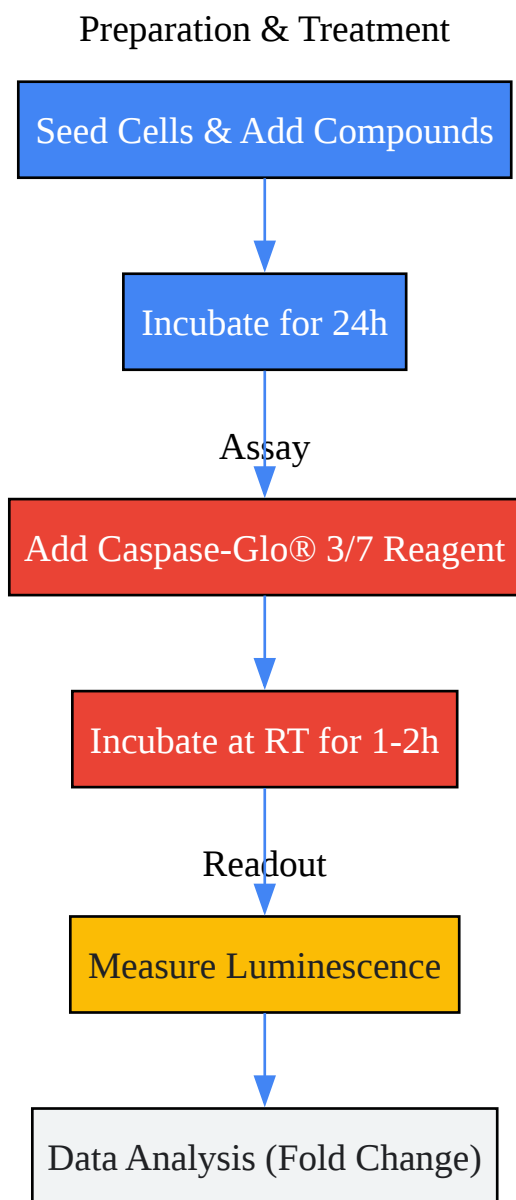 Preparation & Treatment
Seed Cells & Add Compounds
Incubate for 24h
Assay
Add Caspase-Glo® 3/7 Reagent
Incubate at RT for 1-2h
Readout
Measure Luminescence
Data Analysis (Fold Change)